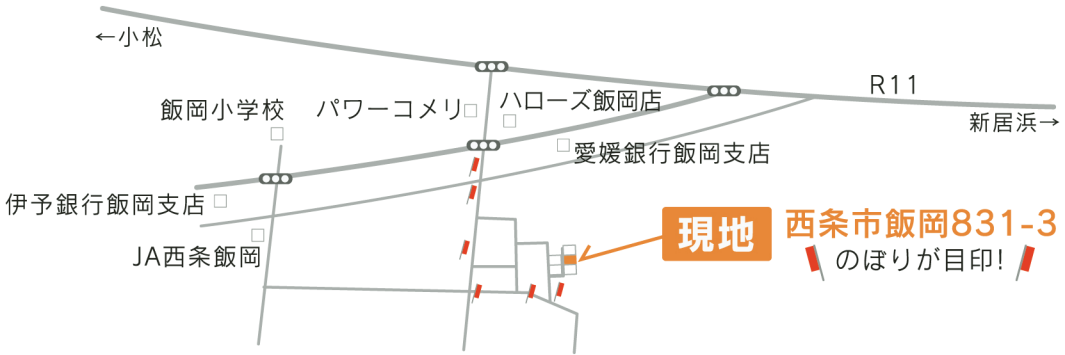 ←小松
R11
新居浜→
飯岡小学校
パワーコメリ
ハローズ飯岡店
愛媛銀行飯岡支店
伊予銀行飯岡支店
JA西条飯岡
現地
西条市飯岡831-3
のぼりが目印!